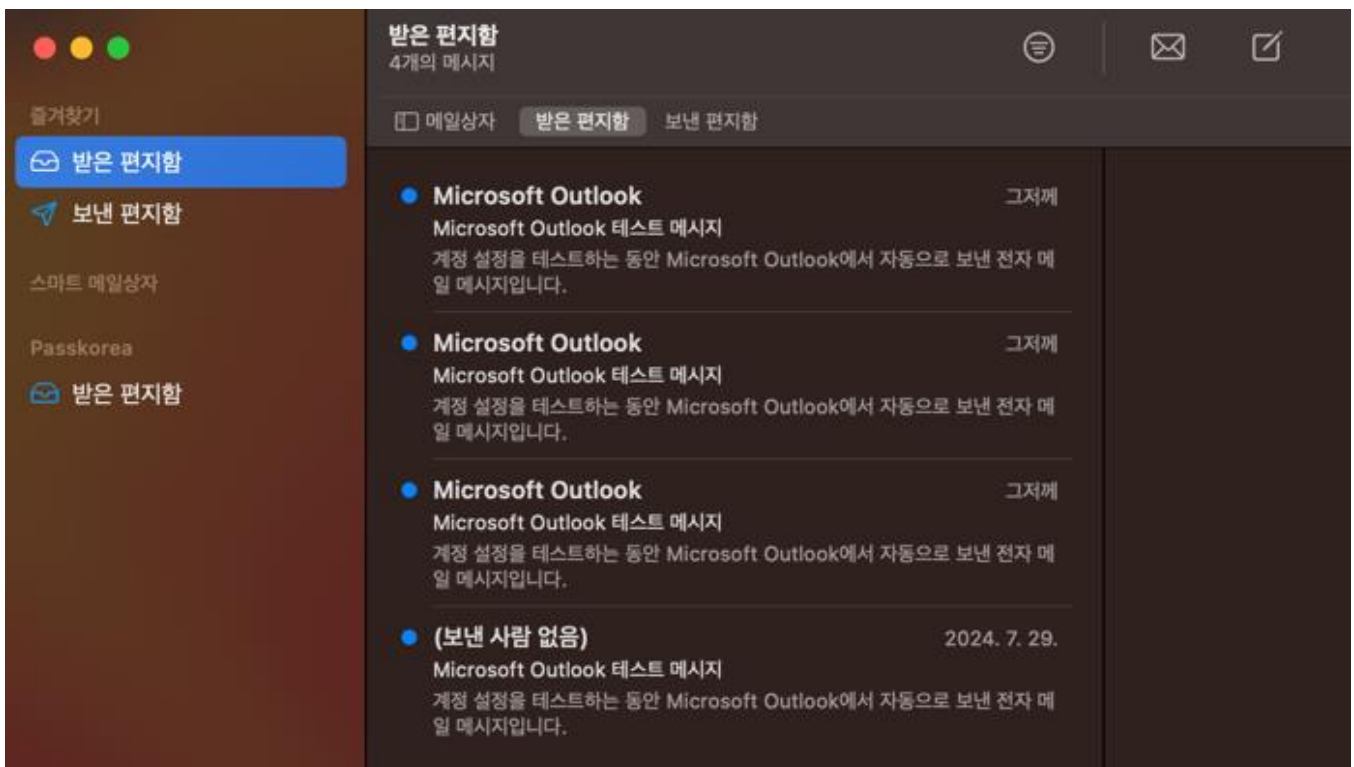 즐겨찾기
받은 편지함
보낸 편지함
스마트 메일상자
Passkorea
받은 편지함
받은 편지함
4개의 메시지
메일상자 받은 편지함 보낸 편지함
Microsoft Outlook 그저께
Microsoft Outlook 테스트 메시지
계정 설정을 테스트하는 동안 Microsoft Outlook에서 자동으로 보낸 전자 메
일 메시지입니다.
Microsoft Outlook 그저께
Microsoft Outlook 테스트 메시지
계정 설정을 테스트하는 동안 Microsoft Outlook에서 자동으로 보낸 전자 메
일 메시지입니다.
Microsoft Outlook 그저께
Microsoft Outlook 테스트 메시지
계정 설정을 테스트하는 동안 Microsoft Outlook에서 자동으로 보낸 전자 메
일 메시지입니다.
(보낸 사람 없음) 2024. 7. 29.
Microsoft Outlook 테스트 메시지
계정 설정을 테스트하는 동안 Microsoft Outlook에서 자동으로 보낸 전자 메
일 메시지입니다.